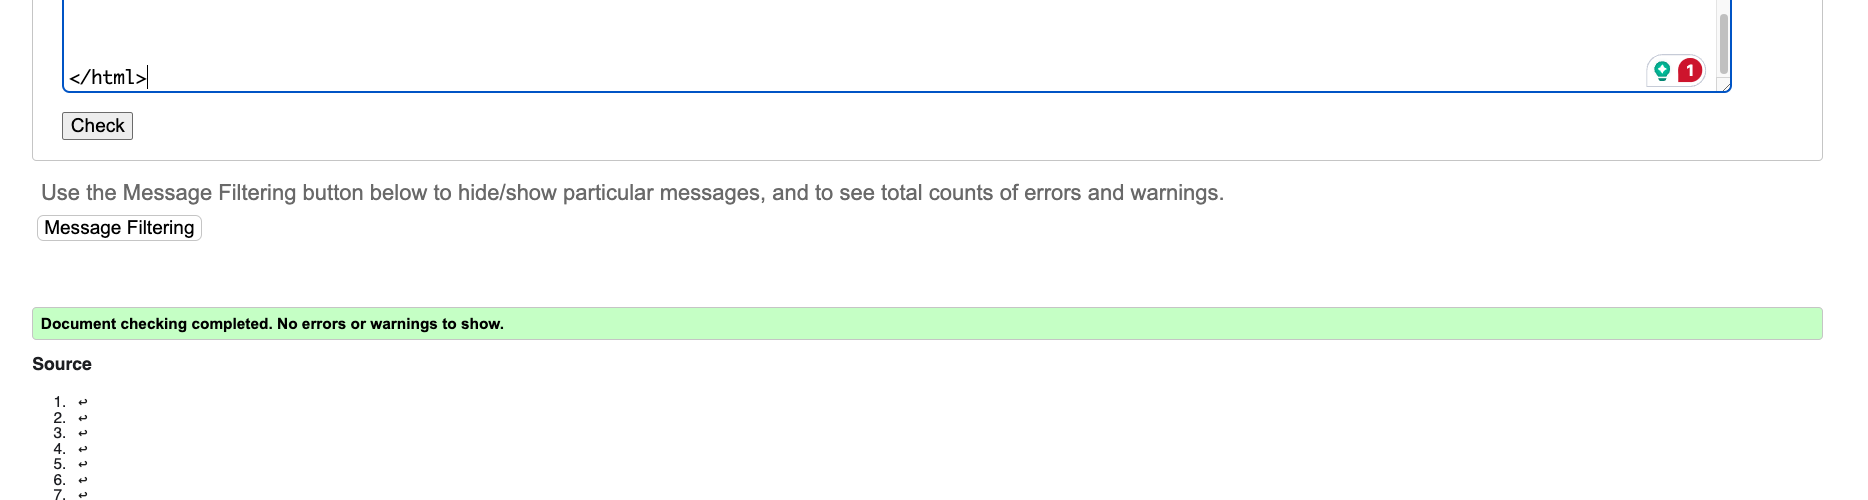 </html>
1
Check
Use the Message Filtering button below to hide/show particular messages, and to see total counts of errors and warnings.
Message Filtering
Document checking completed. No errors or warnings to show.
Source
1. ↩
2. ↩
3. ↩
4. ↩
5. ↩
6. ↩
7. ↩